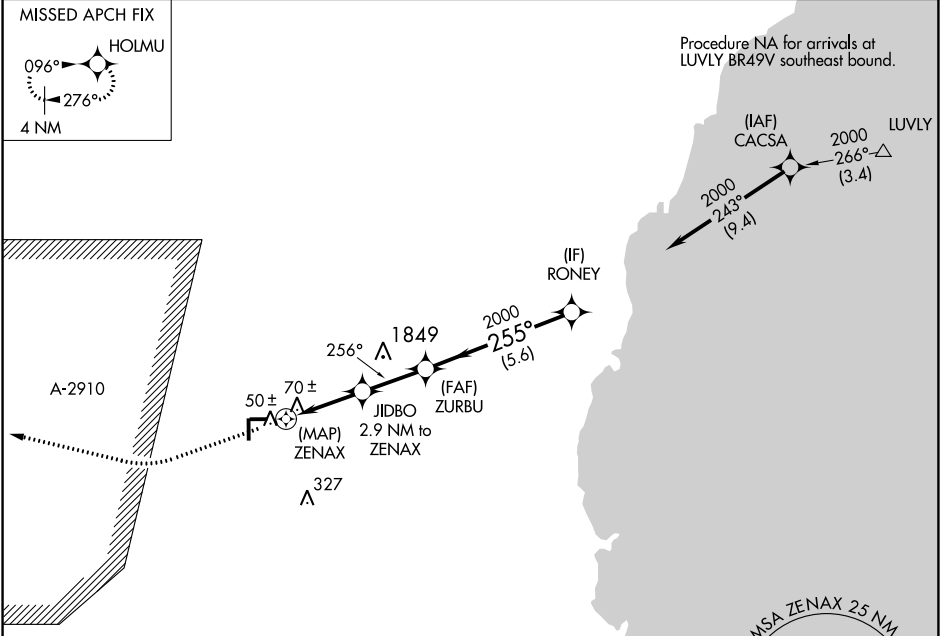 MISSED APCH FIX
HOLMU
096°
276°
4 NM
Procedure NA for arrivals at
LUVLY BR49V southeast bound.
(IAF)
CACSA
LUVLY
2000
266°
(3.4)
2000
243°
(9.4)
(IF)
RONEY
2000
255°
(5.6)
1849
256°
(FAF)
ZURBU
A-2910
50±
70±
JIDBO
2.9 NM to
ZENAX
(MAP)
ZENAX
327
MSA ZENAX 25 NM